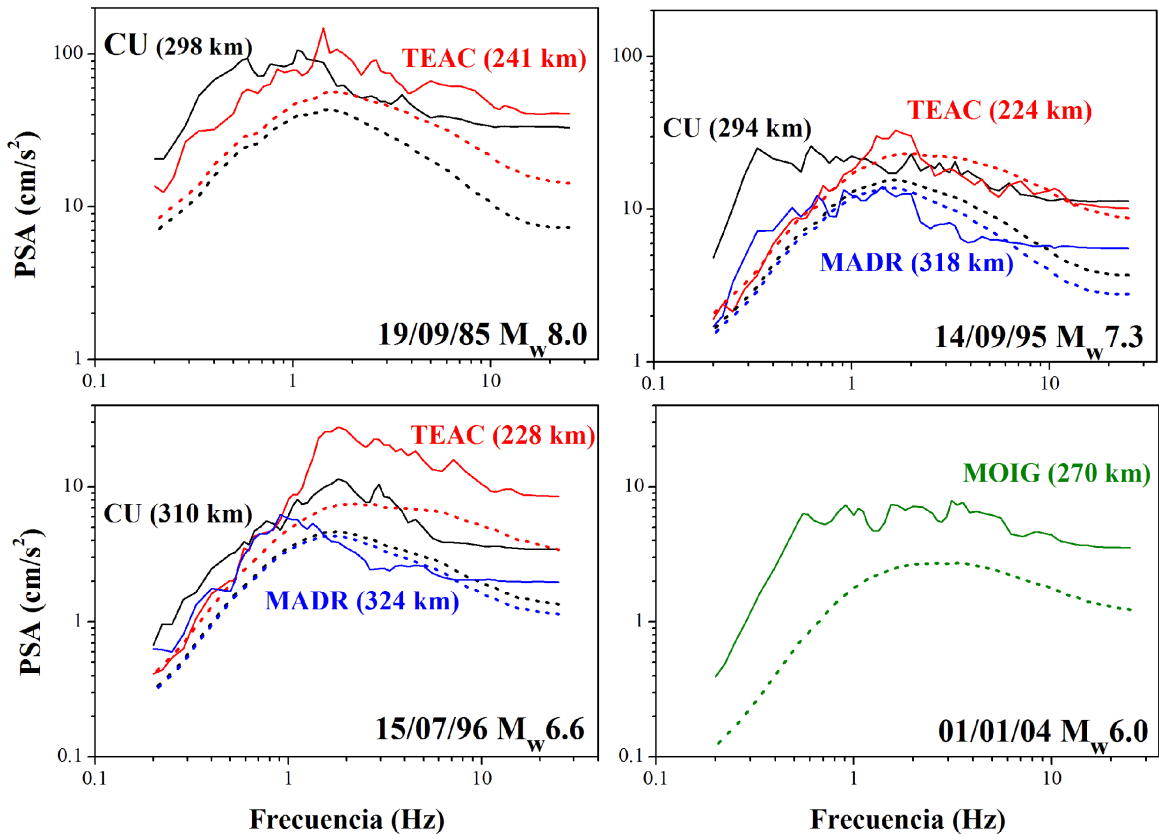 CU (298 km)
TEAC (241 km)
100
10
1
PSA (cm/s²)
19/09/85 Mw8.0
0.1
1
10
TEAC (224 km)
CU (294 km)
MADR (318 km)
100
10
1
14/09/95 Mw7.3
0.1
1
10
TEAC (228 km)
CU (310 km)
MADR (324 km)
10
1
0.1
PSA (cm/s²)
15/07/96 Mw6.6
0.1
1
10
Frecuencia (Hz)
MOIG (270 km)
10
1
0.1
01/01/04 Mw6.0
0.1
1
10
Frecuencia (Hz)